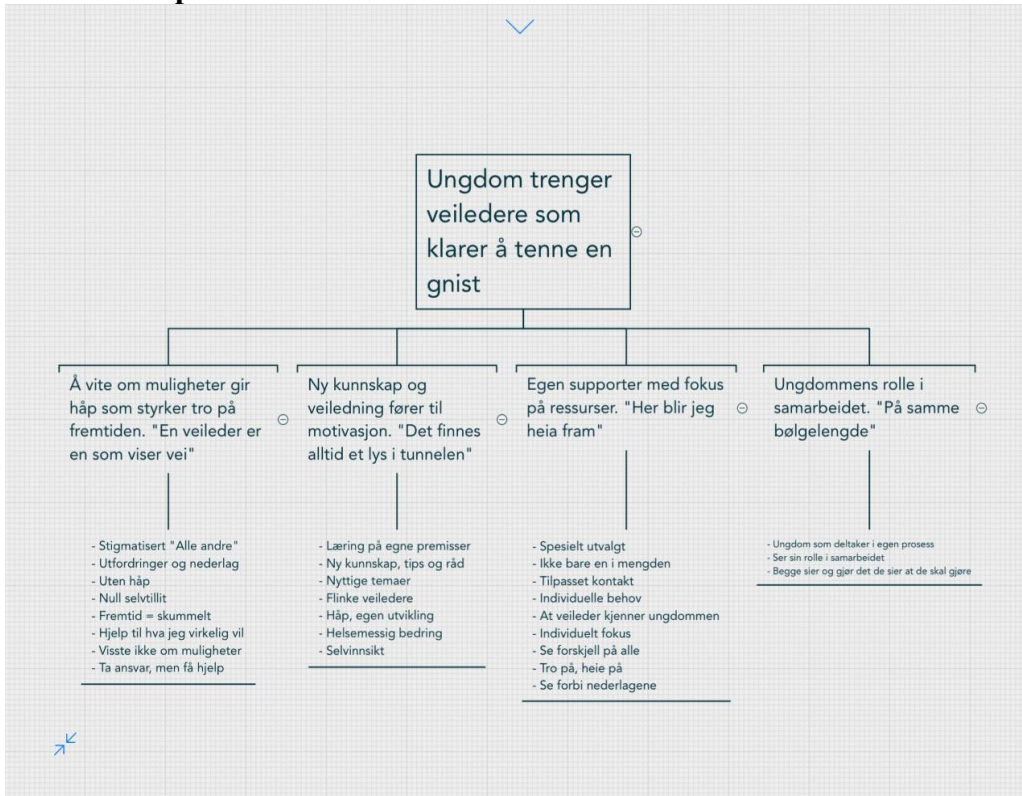 Ungdom trenger
veiledere som
klarer å tenne en
gnist
Å vite om muligheter gir
håp som styrker tro på
fremtiden. "En veileder er
en som viser vei"
- Stigmatisert "Alle andre"
- Utfordringer og nederlag
- Uten håp
- Null selvtillit
- Fremtid = skummelt
- Hjelp til hva jeg virkelig vil
- Visste ikke om muligheter
- Ta ansvar, men få hjelp
Ny kunnskap og
veiledning fører til
motivasjon. "Det finnes
alltid et lys i tunnelen"
- Læring på egne premisser
- Ny kunnskap, tips og råd
- Nyttige temaer
- Flinke veiledere
- Håp, egen utvikling
- Helsemessig bedring
- Selvinnsikt
Egen supporter med fokus
på ressurser. "Her blir jeg
heia fram"
- Spesielt utvalgt
- Ikke bare en i mengden
- Tilpasset kontakt
- Individuelle behov
- At veileder kjenner ungdommen
- Individuelt fokus
- Se forskjell på alle
- Tro på, heie på
- Se forbi nederlagene
Ungdommens rolle i
samarbeidet. "På samme
bølgelengde"
- Ungdom som deltaker i egen prosess
- Ser sin rolle i samarbeidet
- Begge sier og gjør det de sier at de skal gjøre